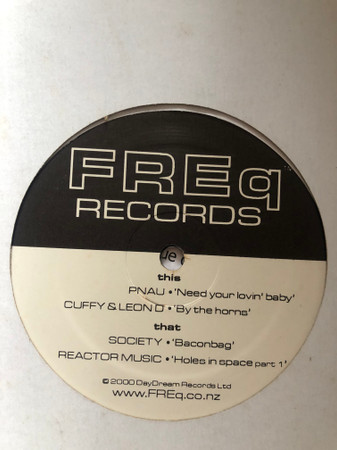 FREq
RECORDS
this
PNAU • 'Need your lovin' baby'
CUFFY & LEON D • 'By the horns'
that
SOCIETY • 'Baconbag'
REACTOR MUSIC • 'Holes in space part 1'
© 2000 DayDream Records Ltd
www.FREq.co.nz